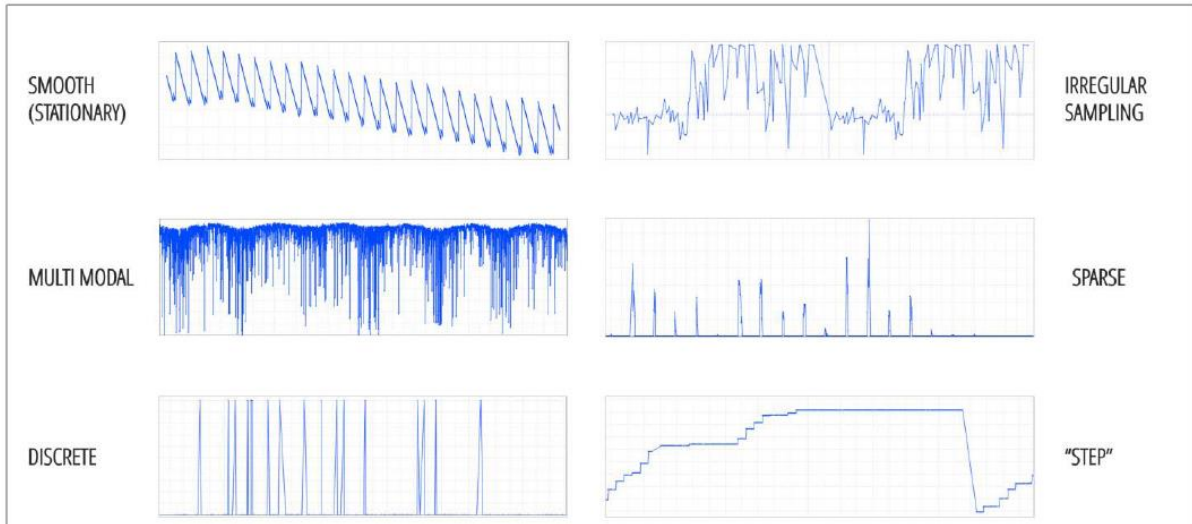 SMOOTH
(STATIONARY)
IRREGULAR
SAMPLING
MULTI MODAL
SPARSE
DISCRETE
"STEP"